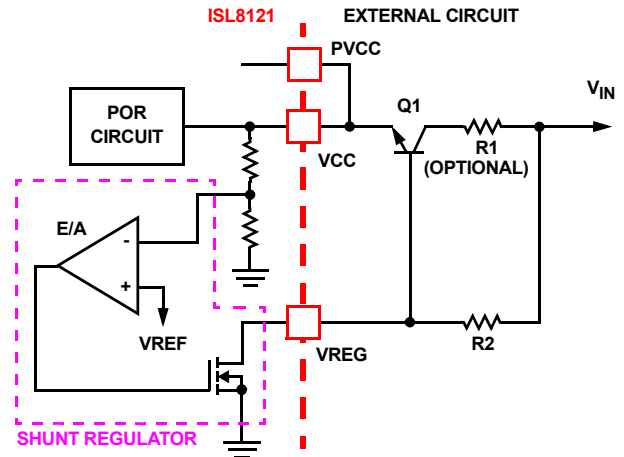 ISL8121
EXTERNAL CIRCUIT
PVCC
POR
CIRCUIT
Q1
VIN
VCC
R1
(OPTIONAL)
E/A
-
+
VREF
VREG
R2
SHUNT REGULATOR